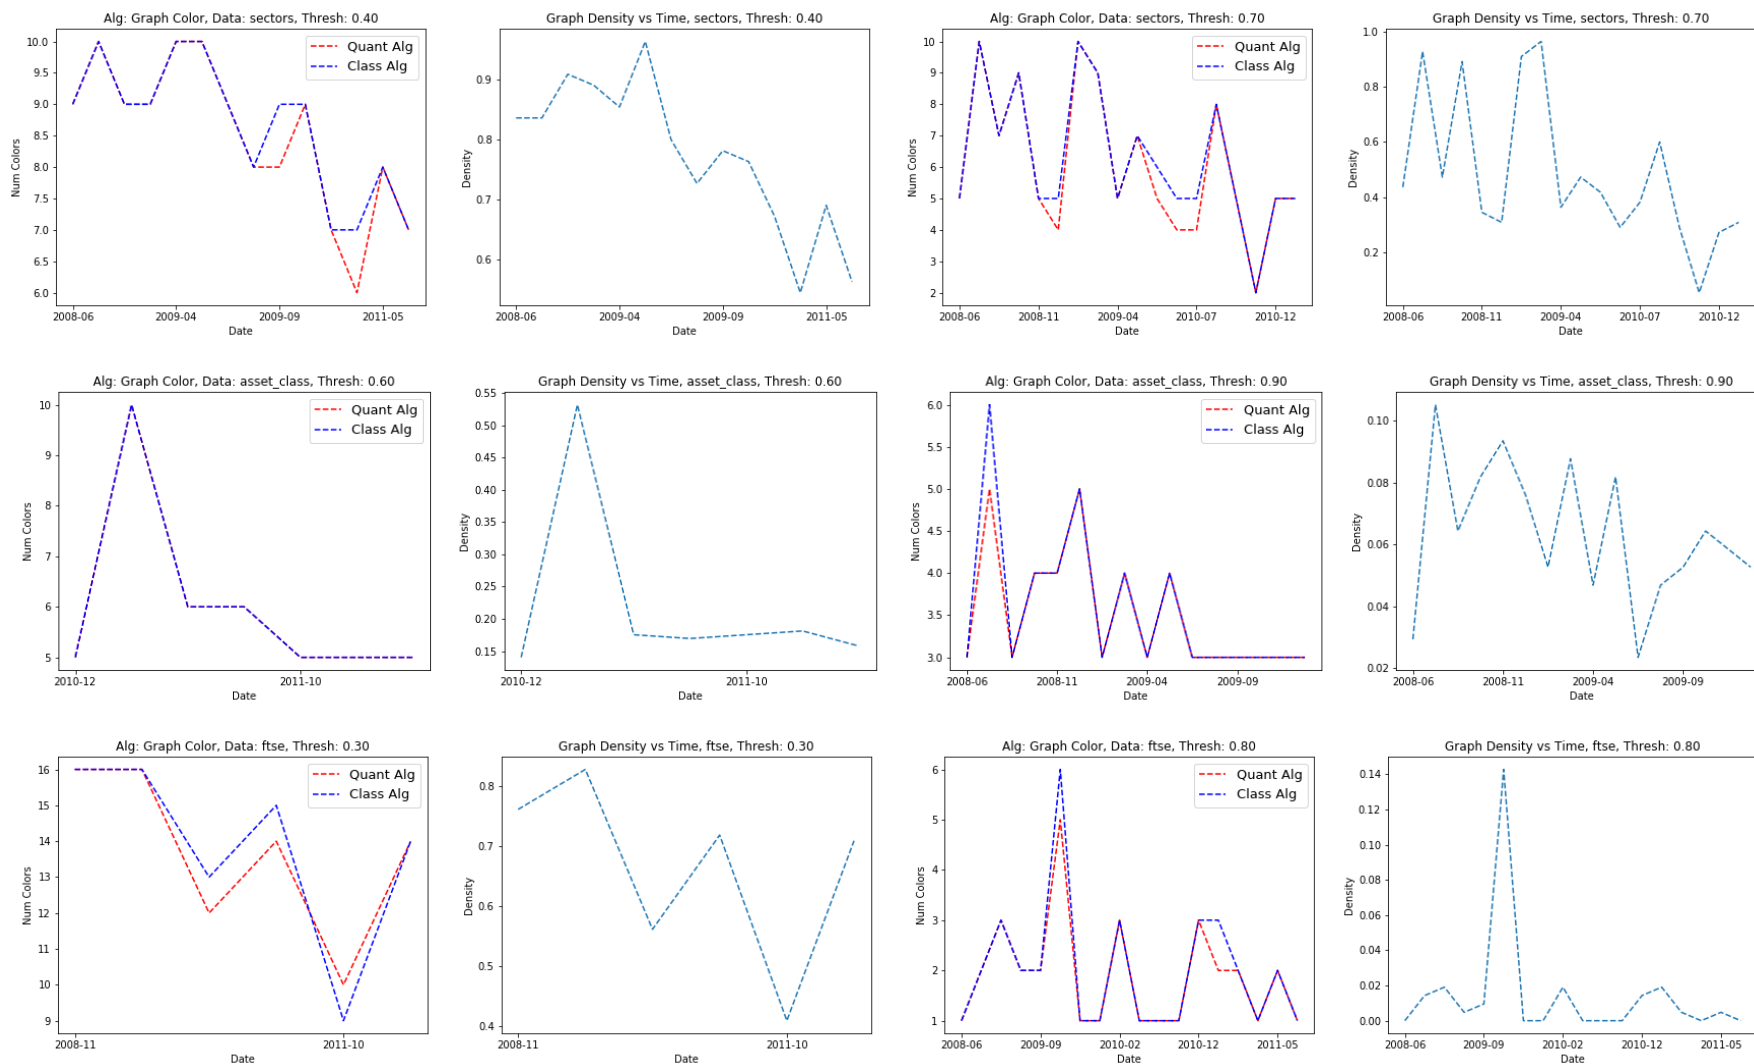 Alg: Graph Color, Data: sectors, Thresh: 0.40
Quant Alg
Class Alg
10.0
9.5
9.0
8.5
8.0
7.5
7.0
6.5
6.0
Num Colors
2008-06 2009-04 2009-09 2011-05
Date
Graph Density vs Time, sectors, Thresh: 0.40
0.9
0.8
0.7
0.6
Density
2008-06 2009-04 2009-09 2011-05
Date
Alg: Graph Color, Data: sectors, Thresh: 0.70
Quant Alg
Class Alg
10
9
8
7
6
5
4
3
2
Num Colors
2008-06 2008-11 2009-04 2010-07 2010-12
Date
Graph Density vs Time, sectors, Thresh: 0.70
1.0
0.8
0.6
0.4
0.2
Density
2008-06 2008-11 2009-04 2010-07 2010-12
Date
Alg: Graph Color, Data: asset_class, Thresh: 0.60
Quant Alg
Class Alg
10
9
8
7
6
5
Num Colors
2010-12 2011-10
Date
Graph Density vs Time, asset_class, Thresh: 0.60
0.55
0.50
0.45
0.40
0.35
0.30
0.25
0.20
0.15
Density
2010-12 2011-10
Date
Alg: Graph Color, Data: asset_class, Thresh: 0.90
Quant Alg
Class Alg
6.0
5.5
5.0
4.5
4.0
3.5
3.0
Num Colors
2008-06 2008-11 2009-04 2009-09
Date
Graph Density vs Time, asset_class, Thresh: 0.90
0.10
0.08
0.06
0.04
0.02
Density
2008-06 2008-11 2009-04 2009-09
Date
Alg: Graph Color, Data: ftse, Thresh: 0.30
Quant Alg
Class Alg
16
15
14
13
12
11
10
9
Num Colors
2008-11 2011-10
Date
Graph Density vs Time, ftse, Thresh: 0.30
0.8
0.7
0.6
0.5
0.4
Density
2008-11 2011-10
Date
Alg: Graph Color, Data: ftse, Thresh: 0.80
Quant Alg
Class Alg
6
5
4
3
2
1
Num Colors
2008-06 2009-09 2010-02 2010-12 2011-05
Date
Graph Density vs Time, ftse, Thresh: 0.80
0.14
0.12
0.10
0.08
0.06
0.04
0.02
0.00
Density
2008-06 2009-09 2010-02 2010-12 2011-05
Date